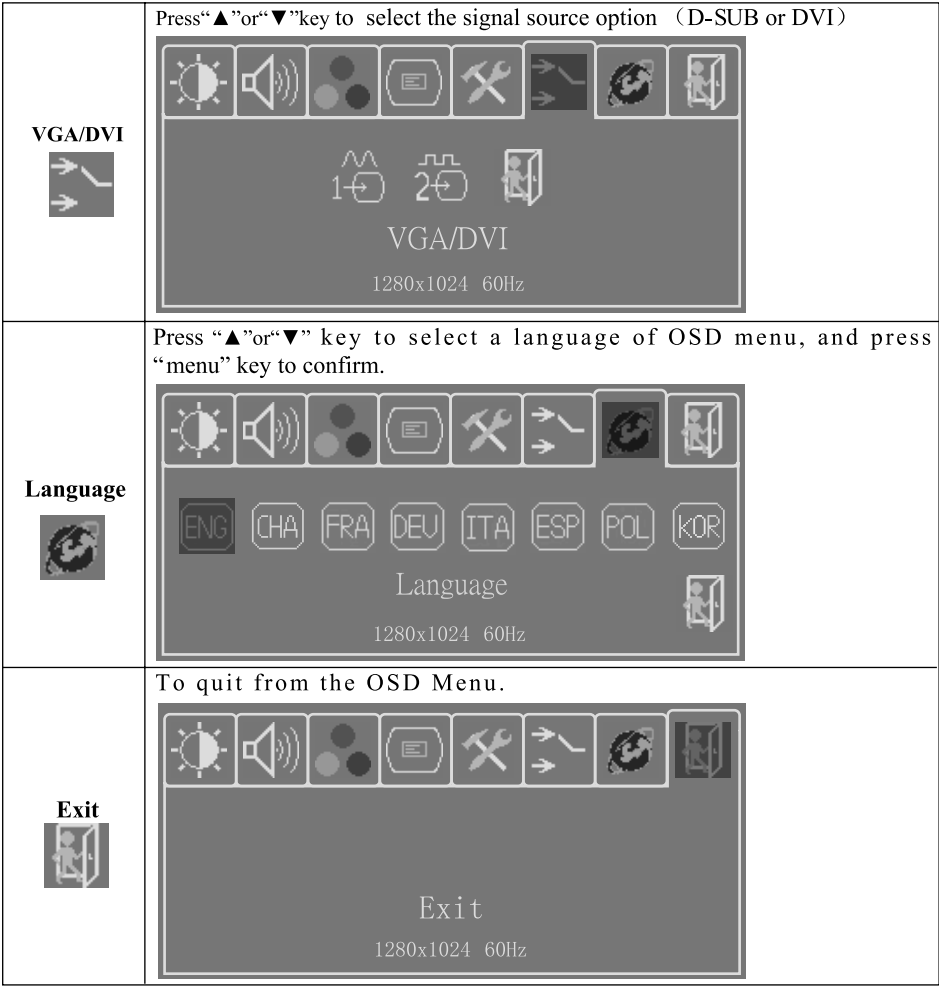 Press“▲”or“▼”key to select the signal source option （D-SUB or DVI）
VGA/DVI
1 2
VGA/DVI
1280x1024 60Hz
Press “▲”or“▼” key to select a language of OSD menu, and press
“menu” key to confirm.
Language
ENG CHA FRA DEU ITA ESP POL KOR
Language
1280x1024 60Hz
To quit from the OSD Menu.
Exit
Exit
1280x1024 60Hz